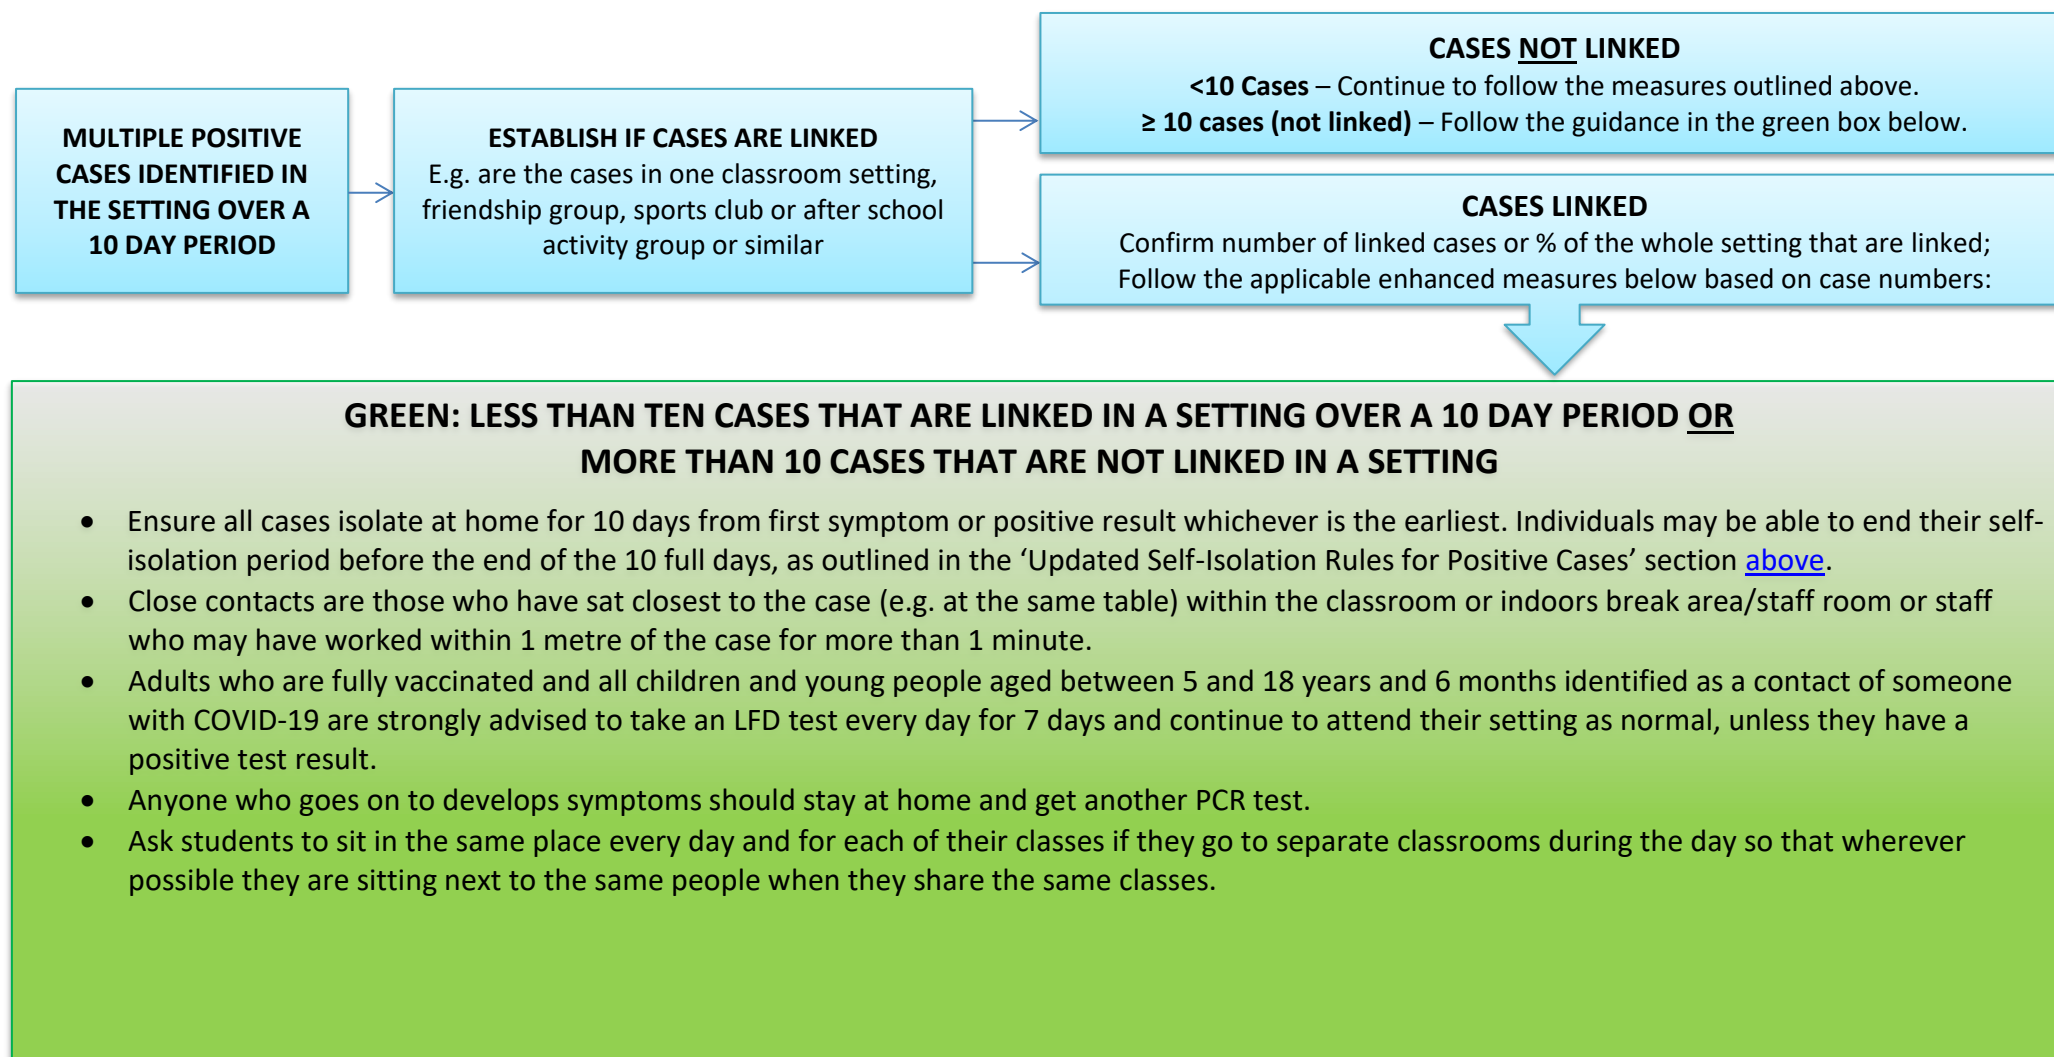 MULTIPLE POSITIVE
CASES IDENTIFIED IN
THE SETTING OVER A
10 DAY PERIOD
ESTABLISH IF CASES ARE LINKED
E.g. are the cases in one classroom setting,
friendship group, sports club or after school
activity group or similar
CASES NOT LINKED
<10 Cases – Continue to follow the measures outlined above.
≥ 10 cases (not linked) – Follow the guidance in the green box below.
CASES LINKED
Confirm number of linked cases or % of the whole setting that are linked;
Follow the applicable enhanced measures below based on case numbers:
GREEN: LESS THAN TEN CASES THAT ARE LINKED IN A SETTING OVER A 10 DAY PERIOD OR
MORE THAN 10 CASES THAT ARE NOT LINKED IN A SETTING
• Ensure all cases isolate at home for 10 days from first symptom or positive result whichever is the earliest. Individuals may be able to end their self-
isolation period before the end of the 10 full days, as outlined in the ‘Updated Self-Isolation Rules for Positive Cases’ section above.
• Close contacts are those who have sat closest to the case (e.g. at the same table) within the classroom or indoors break area/staff room or staff
who may have worked within 1 metre of the case for more than 1 minute.
• Adults who are fully vaccinated and all children and young people aged between 5 and 18 years and 6 months identified as a contact of someone
with COVID-19 are strongly advised to take an LFD test every day for 7 days and continue to attend their setting as normal, unless they have a
positive test result.
• Anyone who goes on to develops symptoms should stay at home and get another PCR test.
• Ask students to sit in the same place every day and for each of their classes if they go to separate classrooms during the day so that wherever
possible they are sitting next to the same people when they share the same classes.